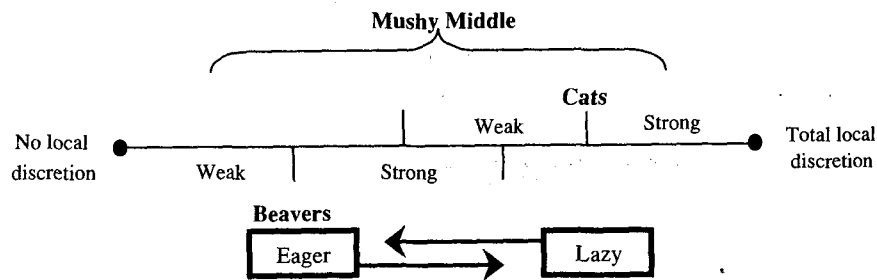 Mushy Middle
Cats
No local
discretion
Weak
Strong
Total local
discretion
Weak
Strong
Beavers
Eager
Lazy